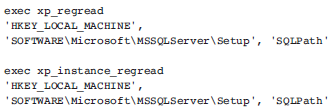 exec xp_regread
'HKEY_LOCAL_MACHINE',
'SOFTWARE\Microsoft\MSSQLServer\Setup', 'SQLPath'
exec xp_instance_regread
'HKEY_LOCAL_MACHINE',
'SOFTWARE\Microsoft\MSSQLServer\Setup', 'SQLPath'